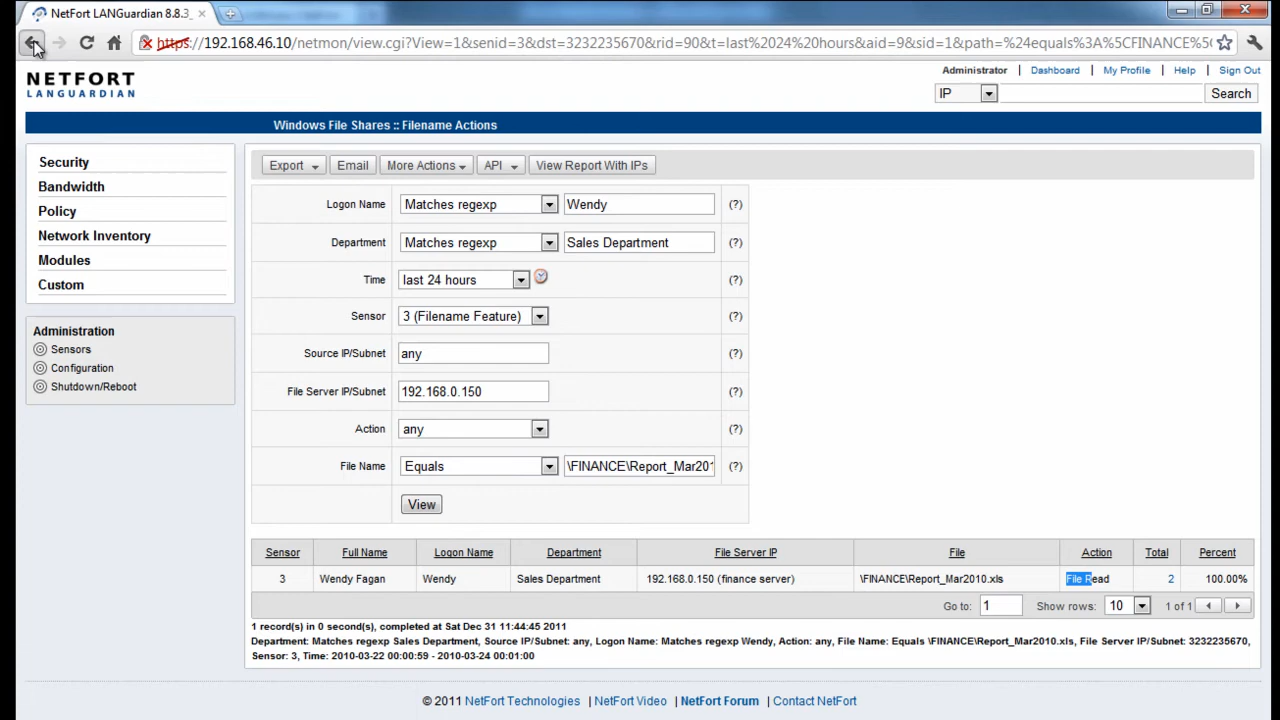 NetFort LANGuardian 8.8.3_
https://192.168.46.10/netmon/view.cgi?View=1&senid=3&dst=3232235670&rid=90&t=last%2024%20hours&aid=9&sid=1&path=%24equals%3A%5CFINANCE%5C
Administrator | Dashboard | My Profile | Help | Sign Out
NETFORT
LANGUARDIAN
IP Search
Windows File Shares :: Filename Actions
Security
Bandwidth
Policy
Network Inventory
Modules
Custom
Administration
Sensors
Configuration
Shutdown/Reboot
Export Email More Actions API View Report With IPs
Logon Name Matches regexp Wendy (?)
Department Matches regexp Sales Department (?)
Time last 24 hours (?)
Sensor 3 (Filename Feature) (?)
Source IP/Subnet any (?)
File Server IP/Subnet 192.168.0.150 (?)
Action any (?)
File Name Equals \FINANCE\Report_Mar201 (?)
View
Sensor Full Name Logon Name Department File Server IP File Action Total Percent
3 Wendy Fagan Wendy Sales Department 192.168.0.150 (finance server) \FINANCE\Report_Mar2010.xls File Read 2 100.00%
Go to: 1 Show rows: 10 1 of 1
1 record(s) in 0 second(s), completed at Sat Dec 31 11:44:45 2011
Department: Matches regexp Sales Department, Source IP/Subnet: any, Logon Name: Matches regexp Wendy, Action: any, File Name: Equals \FINANCE\Report_Mar2010.xls, File Server IP/Subnet: 3232235670,
Sensor: 3, Time: 2010-03-22 00:00:59 - 2010-03-24 00:01:00
© 2011 NetFort Technologies | NetFort Video | NetFort Forum | Contact NetFort